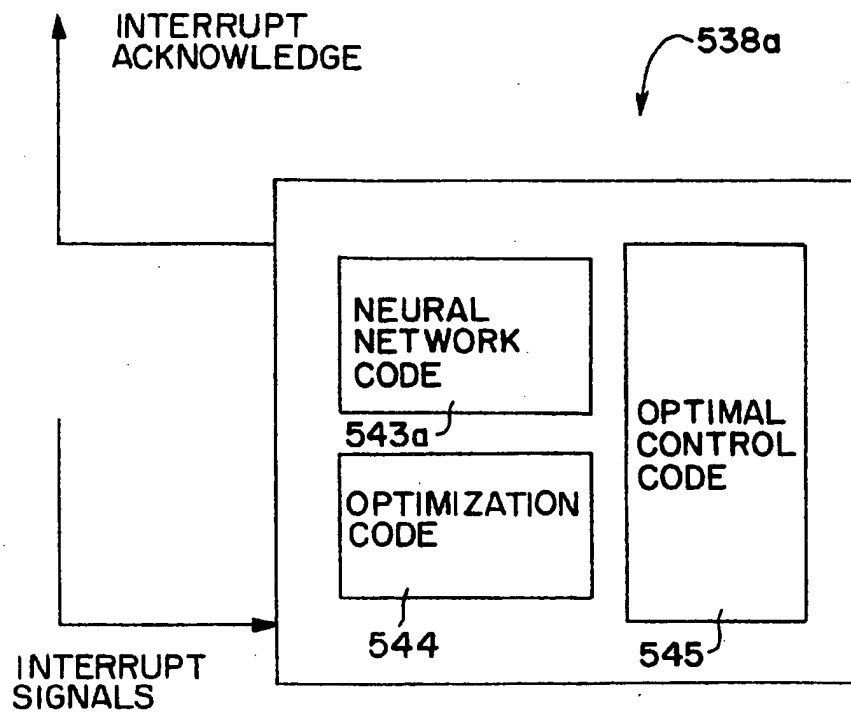 INTERRUPT
ACKNOWLEDGE
538a
NEURAL
NETWORK
CODE
543a
OPTIMIZATION
CODE
544
OPTIMAL
CONTROL
CODE
545
INTERRUPT
SIGNALS